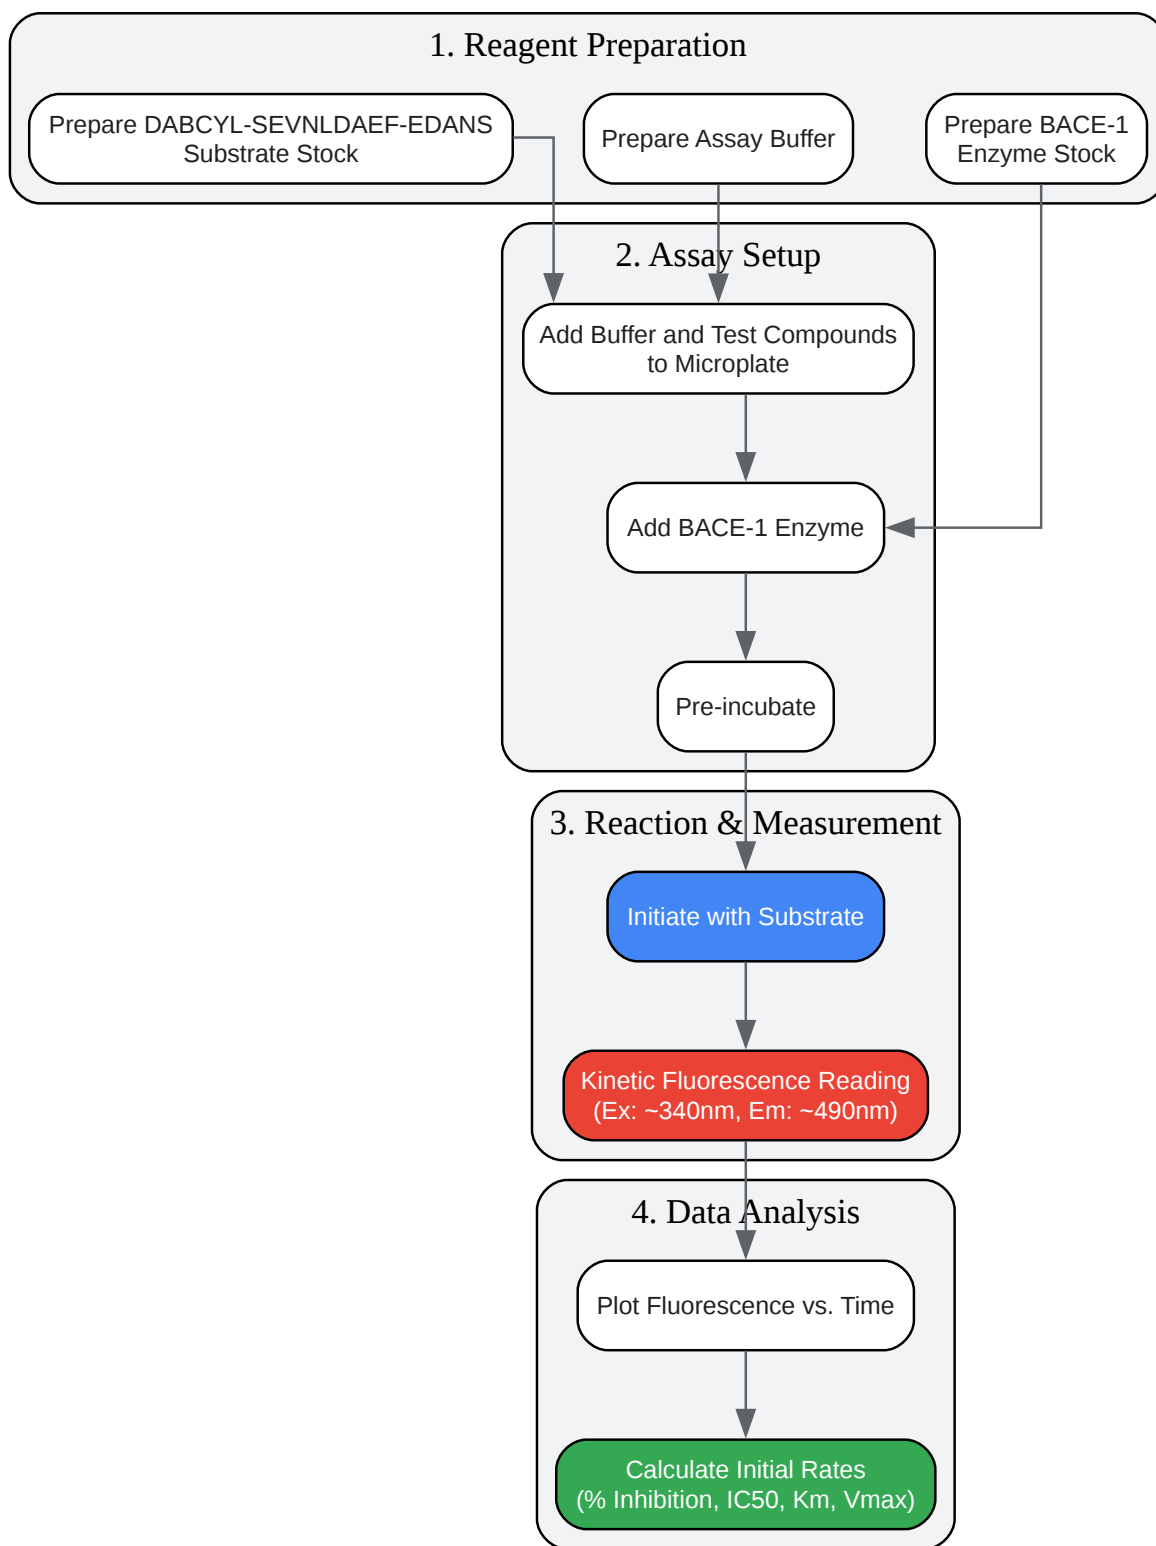 1. Reagent Preparation
Prepare DABCYL-SEVNLDAEF-EDANS
Substrate Stock
Prepare Assay Buffer
Prepare BACE-1
Enzyme Stock
2. Assay Setup
Add Buffer and Test Compounds
to Microplate
Add BACE-1 Enzyme
Pre-incubate
3. Reaction & Measurement
Initiate with Substrate
Kinetic Fluorescence Reading
(Ex: ~340nm, Em: ~490nm)
4. Data Analysis
Plot Fluorescence vs. Time
Calculate Initial Rates
(% Inhibition, IC50, Km, Vmax)